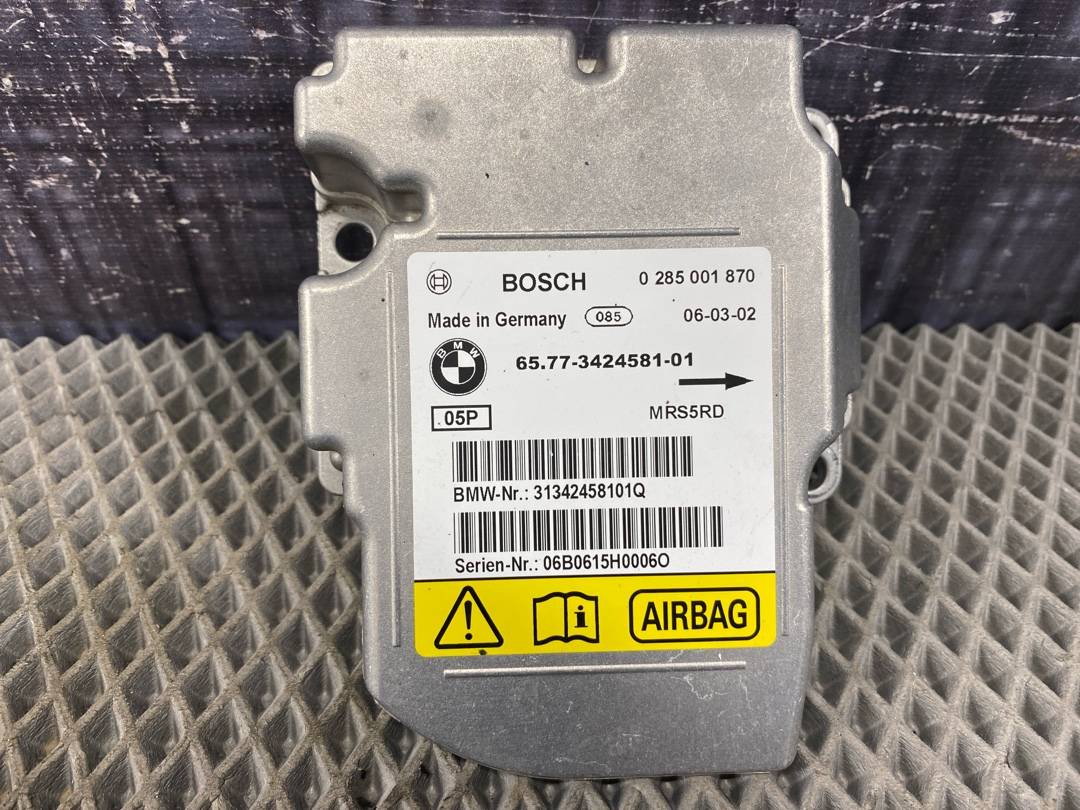 BOSCH 0 285 001 870
Made in Germany 085 06-03-02
BMW 65.77-3424581-01
05P MRS5RD
BMW-Nr.: 31342458101Q
Serien-Nr.: 06B0615H0006O
! i AIRBAG